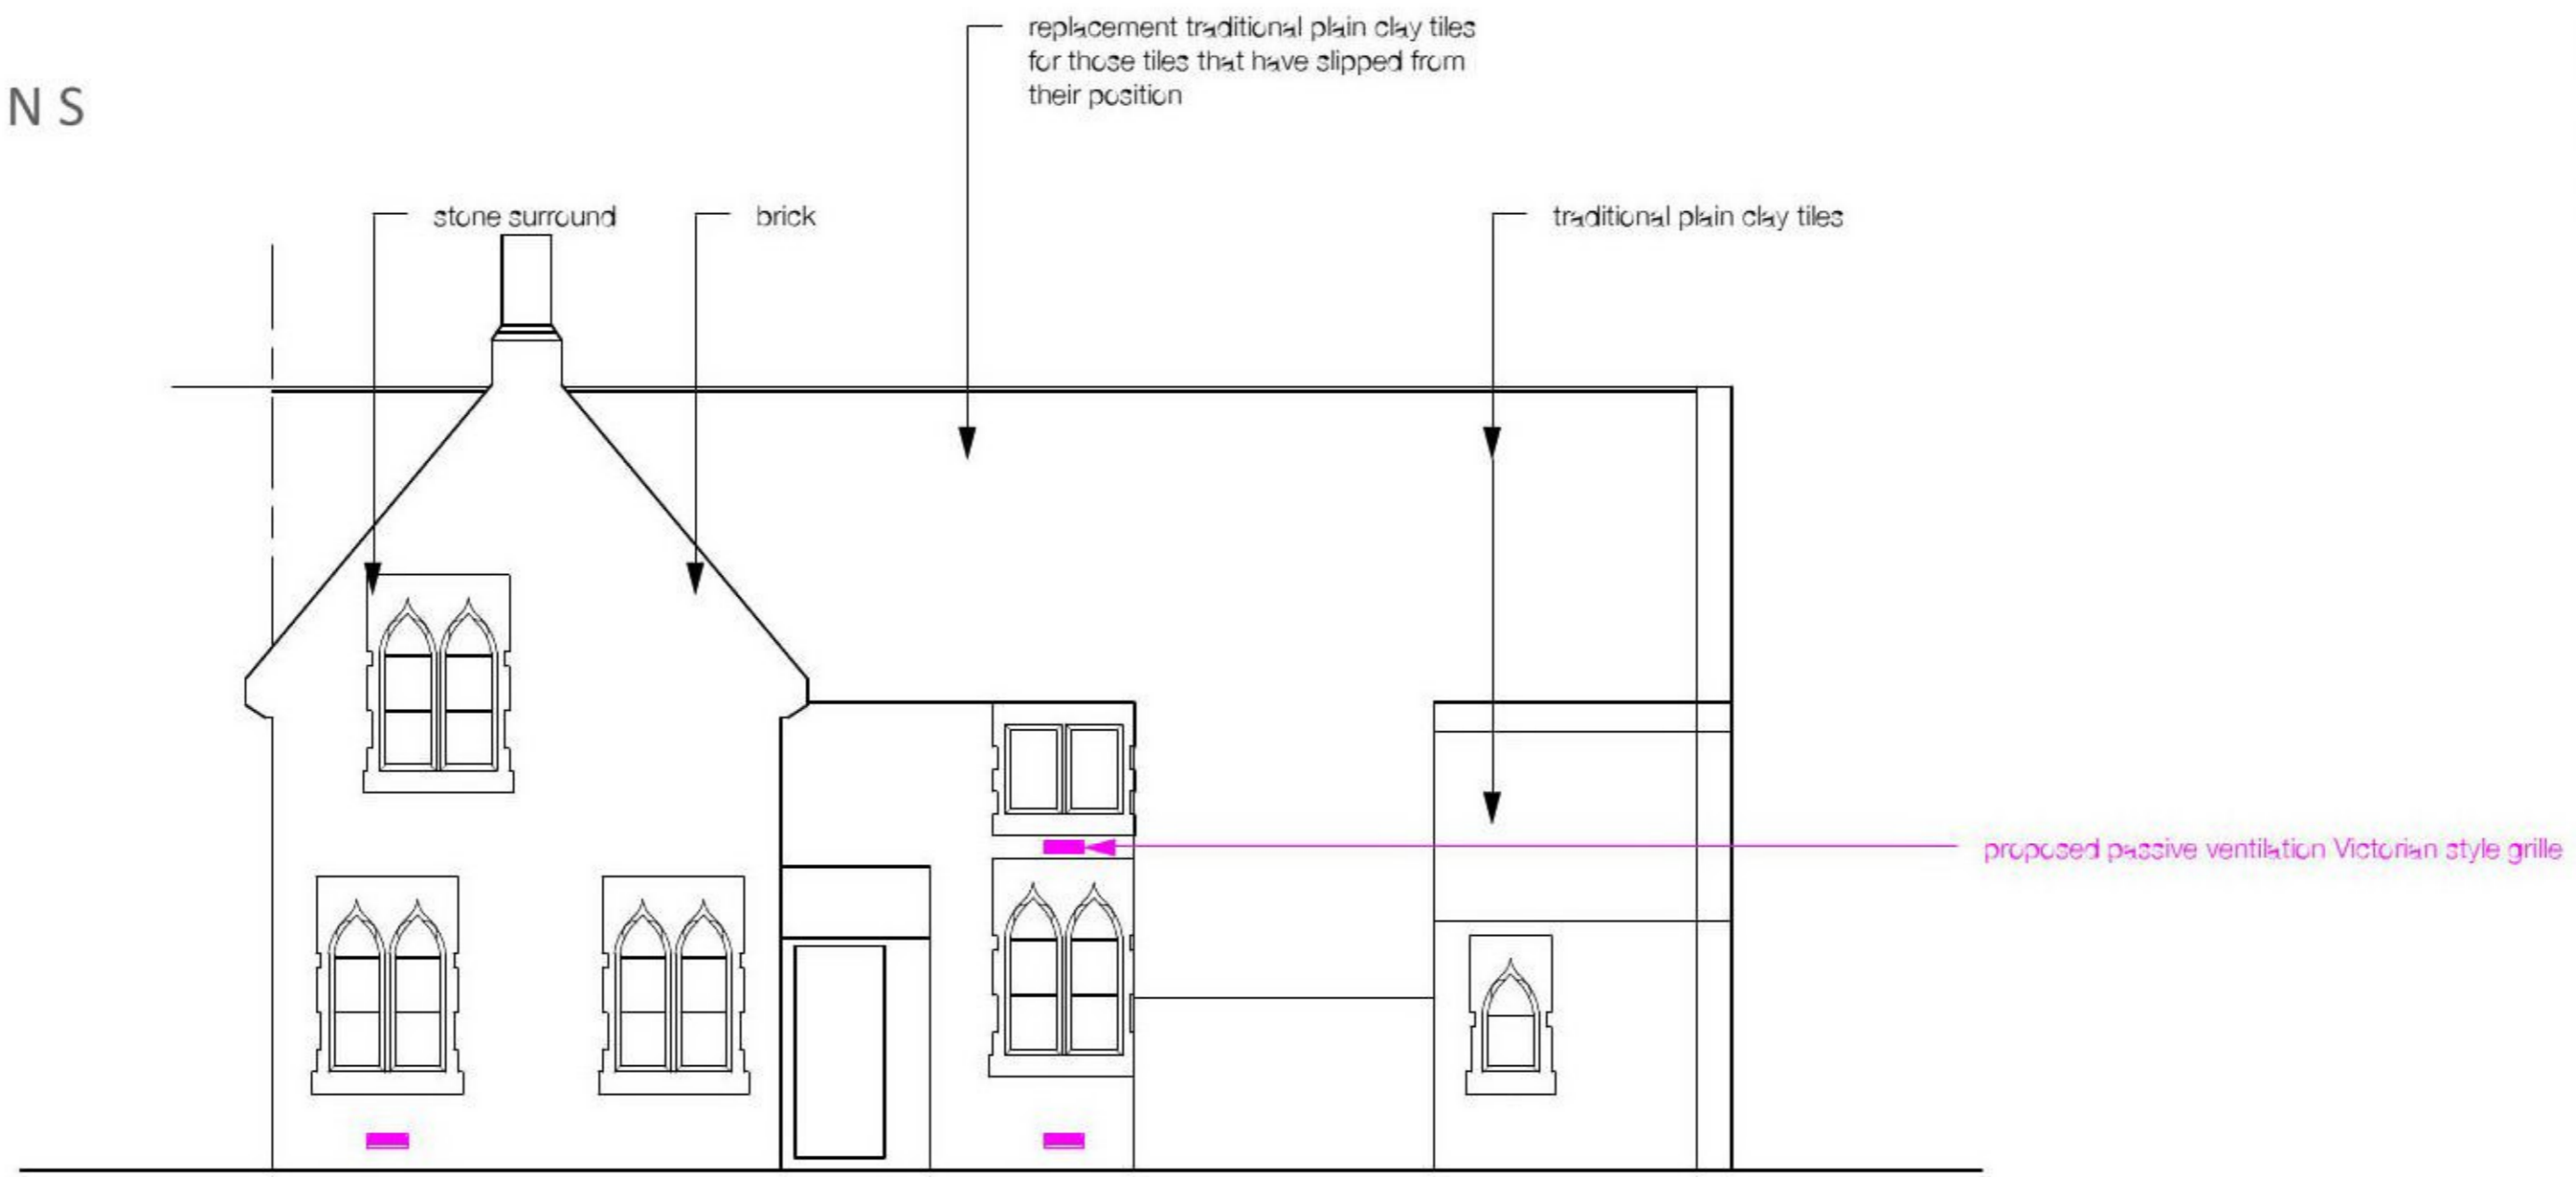 replacement traditional plain clay tiles
for those tiles that have slipped from
their position
N S
stone surround
brick
traditional plain clay tiles
proposed passive ventilation Victorian style grille